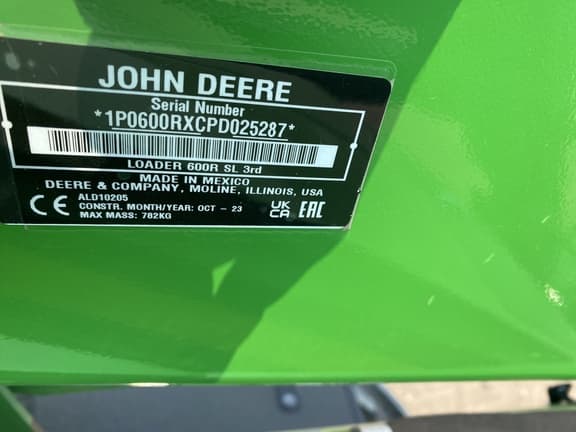 JOHN DEERE
Serial Number
*1P0600RXCPD025287*
LOADER 600R SL 3rd
MADE IN MEXICO
DEERE & COMPANY, MOLINE, ILLINOIS, USA
ALD10205
CONSTR. MONTH/YEAR: OCT - 23
MAX MASS: 782KG
CE UK CA EAC